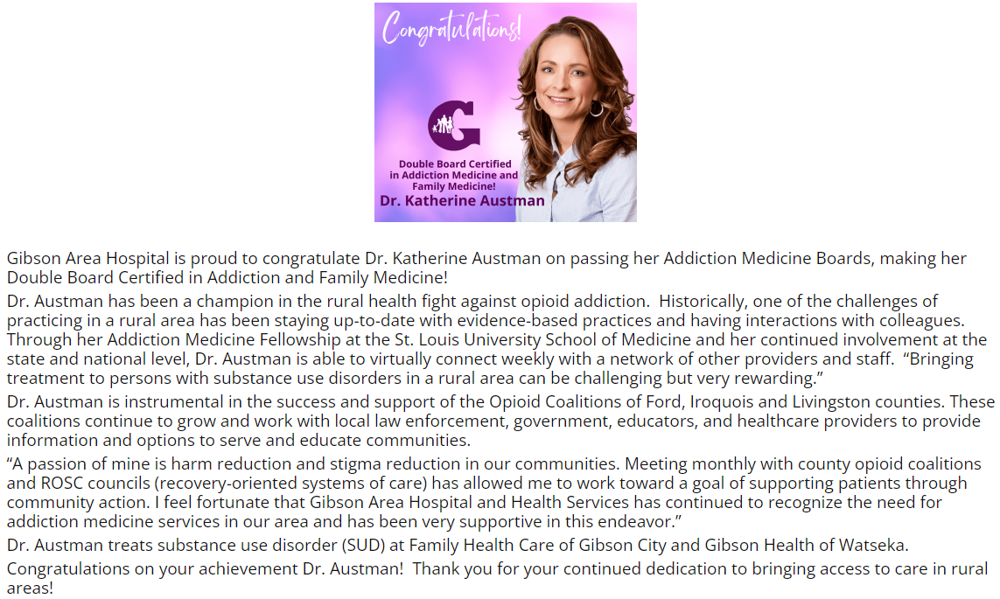 Congratulations!
G
Double Board Certified
in Addiction Medicine and
Family Medicine!
Dr. Katherine Austman
Gibson Area Hospital is proud to congratulate Dr. Katherine Austman on passing her Addiction Medicine Boards, making her
Double Board Certified in Addiction and Family Medicine!
Dr. Austman has been a champion in the rural health fight against opioid addiction.  Historically, one of the challenges of
practicing in a rural area has been staying up-to-date with evidence-based practices and having interactions with colleagues.
Through her Addiction Medicine Fellowship at the St. Louis University School of Medicine and her continued involvement at the
state and national level, Dr. Austman is able to virtually connect weekly with a network of other providers and staff.  “Bringing
treatment to persons with substance use disorders in a rural area can be challenging but very rewarding.”
Dr. Austman is instrumental in the success and support of the Opioid Coalitions of Ford, Iroquois and Livingston counties. These
coalitions continue to grow and work with local law enforcement, government, educators, and healthcare providers to provide
information and options to serve and educate communities.
“A passion of mine is harm reduction and stigma reduction in our communities. Meeting monthly with county opioid coalitions
and ROSC councils (recovery-oriented systems of care) has allowed me to work toward a goal of supporting patients through
community action. I feel fortunate that Gibson Area Hospital and Health Services has continued to recognize the need for
addiction medicine services in our area and has been very supportive in this endeavor.”
Dr. Austman treats substance use disorder (SUD) at Family Health Care of Gibson City and Gibson Health of Watseka.
Congratulations on your achievement Dr. Austman!  Thank you for your continued dedication to bringing access to care in rural
areas!